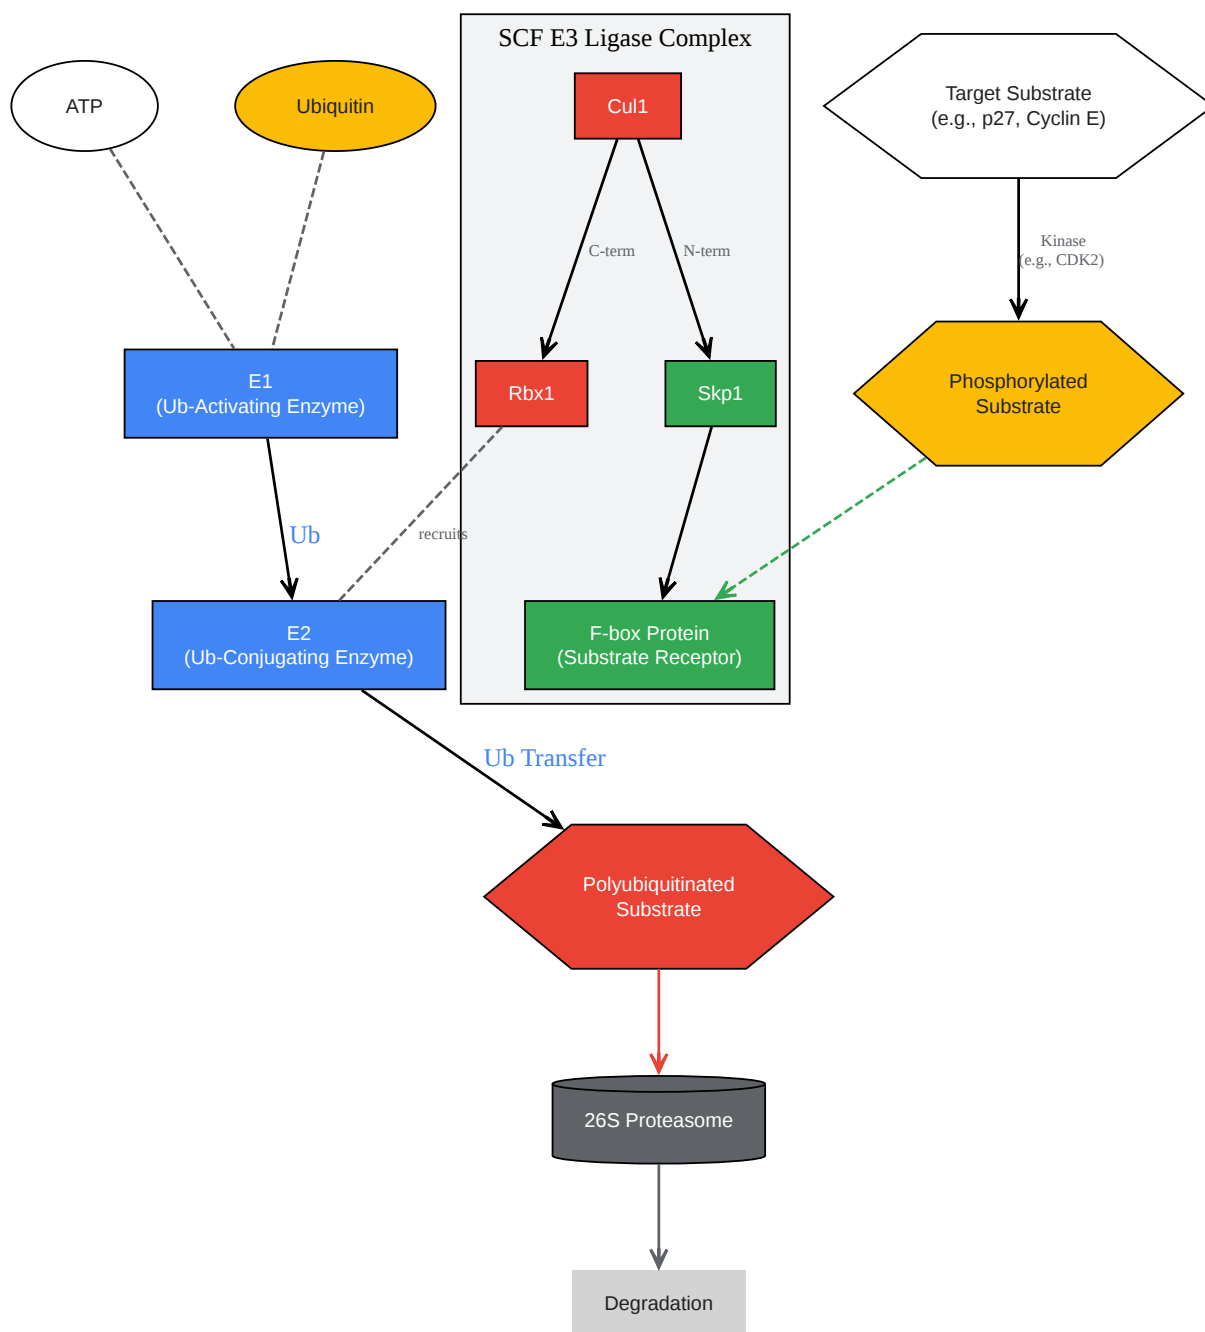 SCF E3 Ligase Complex
ATP
Ubiquitin
Cul1
Target Substrate
(e.g., p27, Cyclin E)
C-term
N-term
Kinase
(e.g., CDK2)
E1
(Ub-Activating Enzyme)
Rbx1
Skp1
Phosphorylated
Substrate
Ub
recruits
E2
(Ub-Conjugating Enzyme)
F-box Protein
(Substrate Receptor)
Ub Transfer
Polyubiquitinated
Substrate
26S Proteasome
Degradation